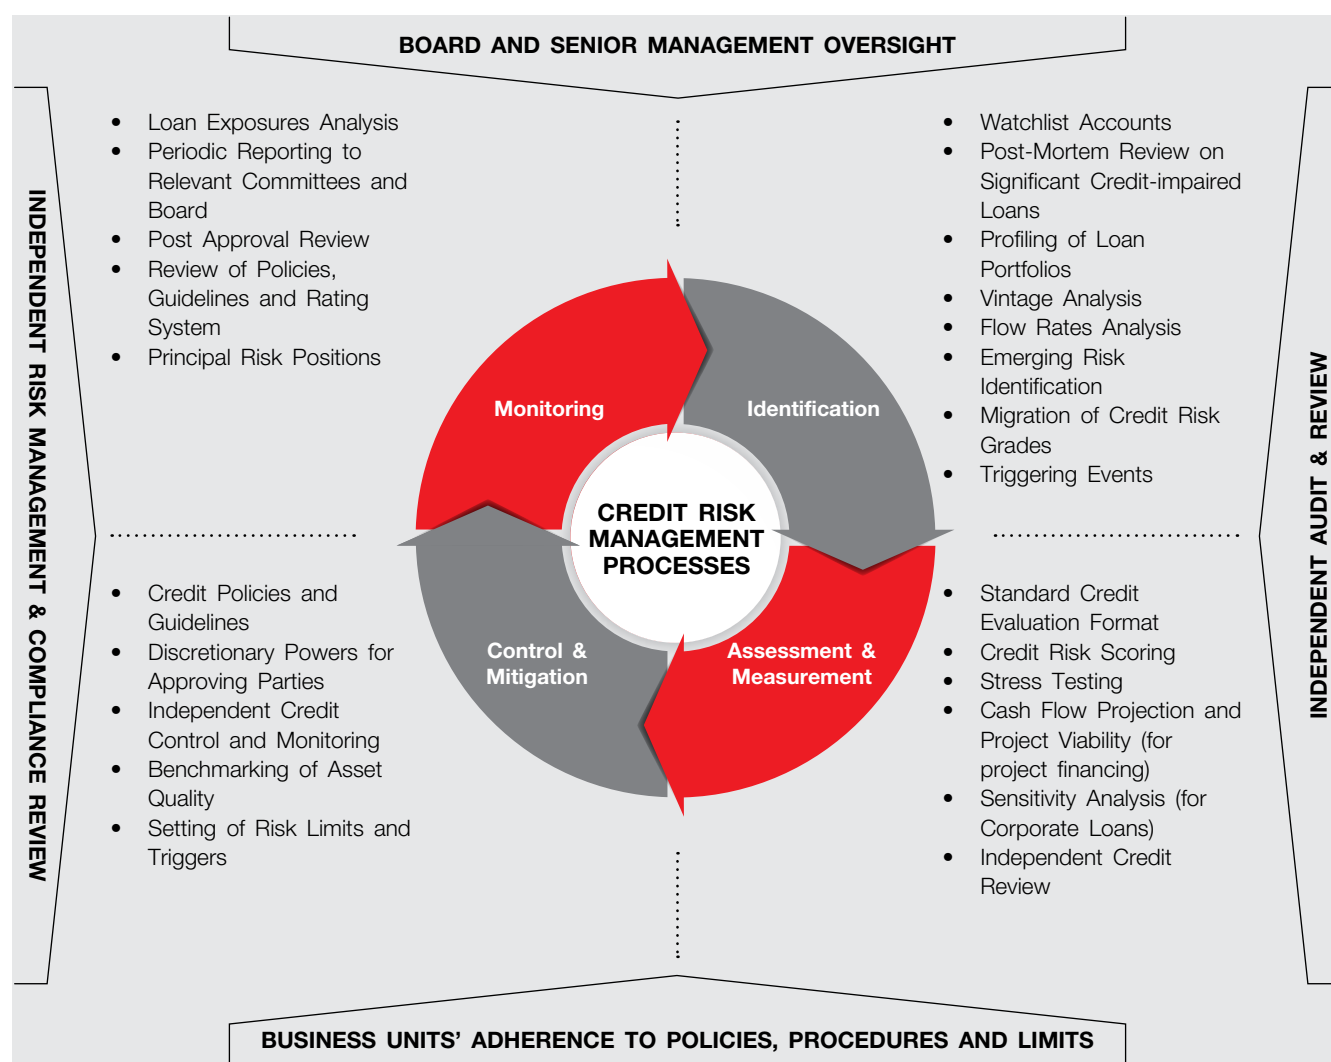 BOARD AND SENIOR MANAGEMENT OVERSIGHT
INDEPENDENT RISK MANAGEMENT & COMPLIANCE REVIEW
• Loan Exposures Analysis
• Periodic Reporting to
Relevant Committees and
Board
• Post Approval Review
• Review of Policies,
Guidelines and Rating
System
• Principal Risk Positions
• Watchlist Accounts
• Post-Mortem Review on
Significant Credit-impaired
Loans
• Profiling of Loan
Portfolios
• Vintage Analysis
• Flow Rates Analysis
• Emerging Risk
Identification
• Migration of Credit Risk
Grades
• Triggering Events
INDEPENDENT AUDIT & REVIEW
Monitoring
Identification
CREDIT RISK
MANAGEMENT
PROCESSES
Control &
Mitigation
Assessment &
Measurement
• Credit Policies and
Guidelines
• Discretionary Powers for
Approving Parties
• Independent Credit
Control and Monitoring
• Benchmarking of Asset
Quality
• Setting of Risk Limits and
Triggers
• Standard Credit
Evaluation Format
• Credit Risk Scoring
• Stress Testing
• Cash Flow Projection and
Project Viability (for
project financing)
• Sensitivity Analysis (for
Corporate Loans)
• Independent Credit
Review
BUSINESS UNITS' ADHERENCE TO POLICIES, PROCEDURES AND LIMITS